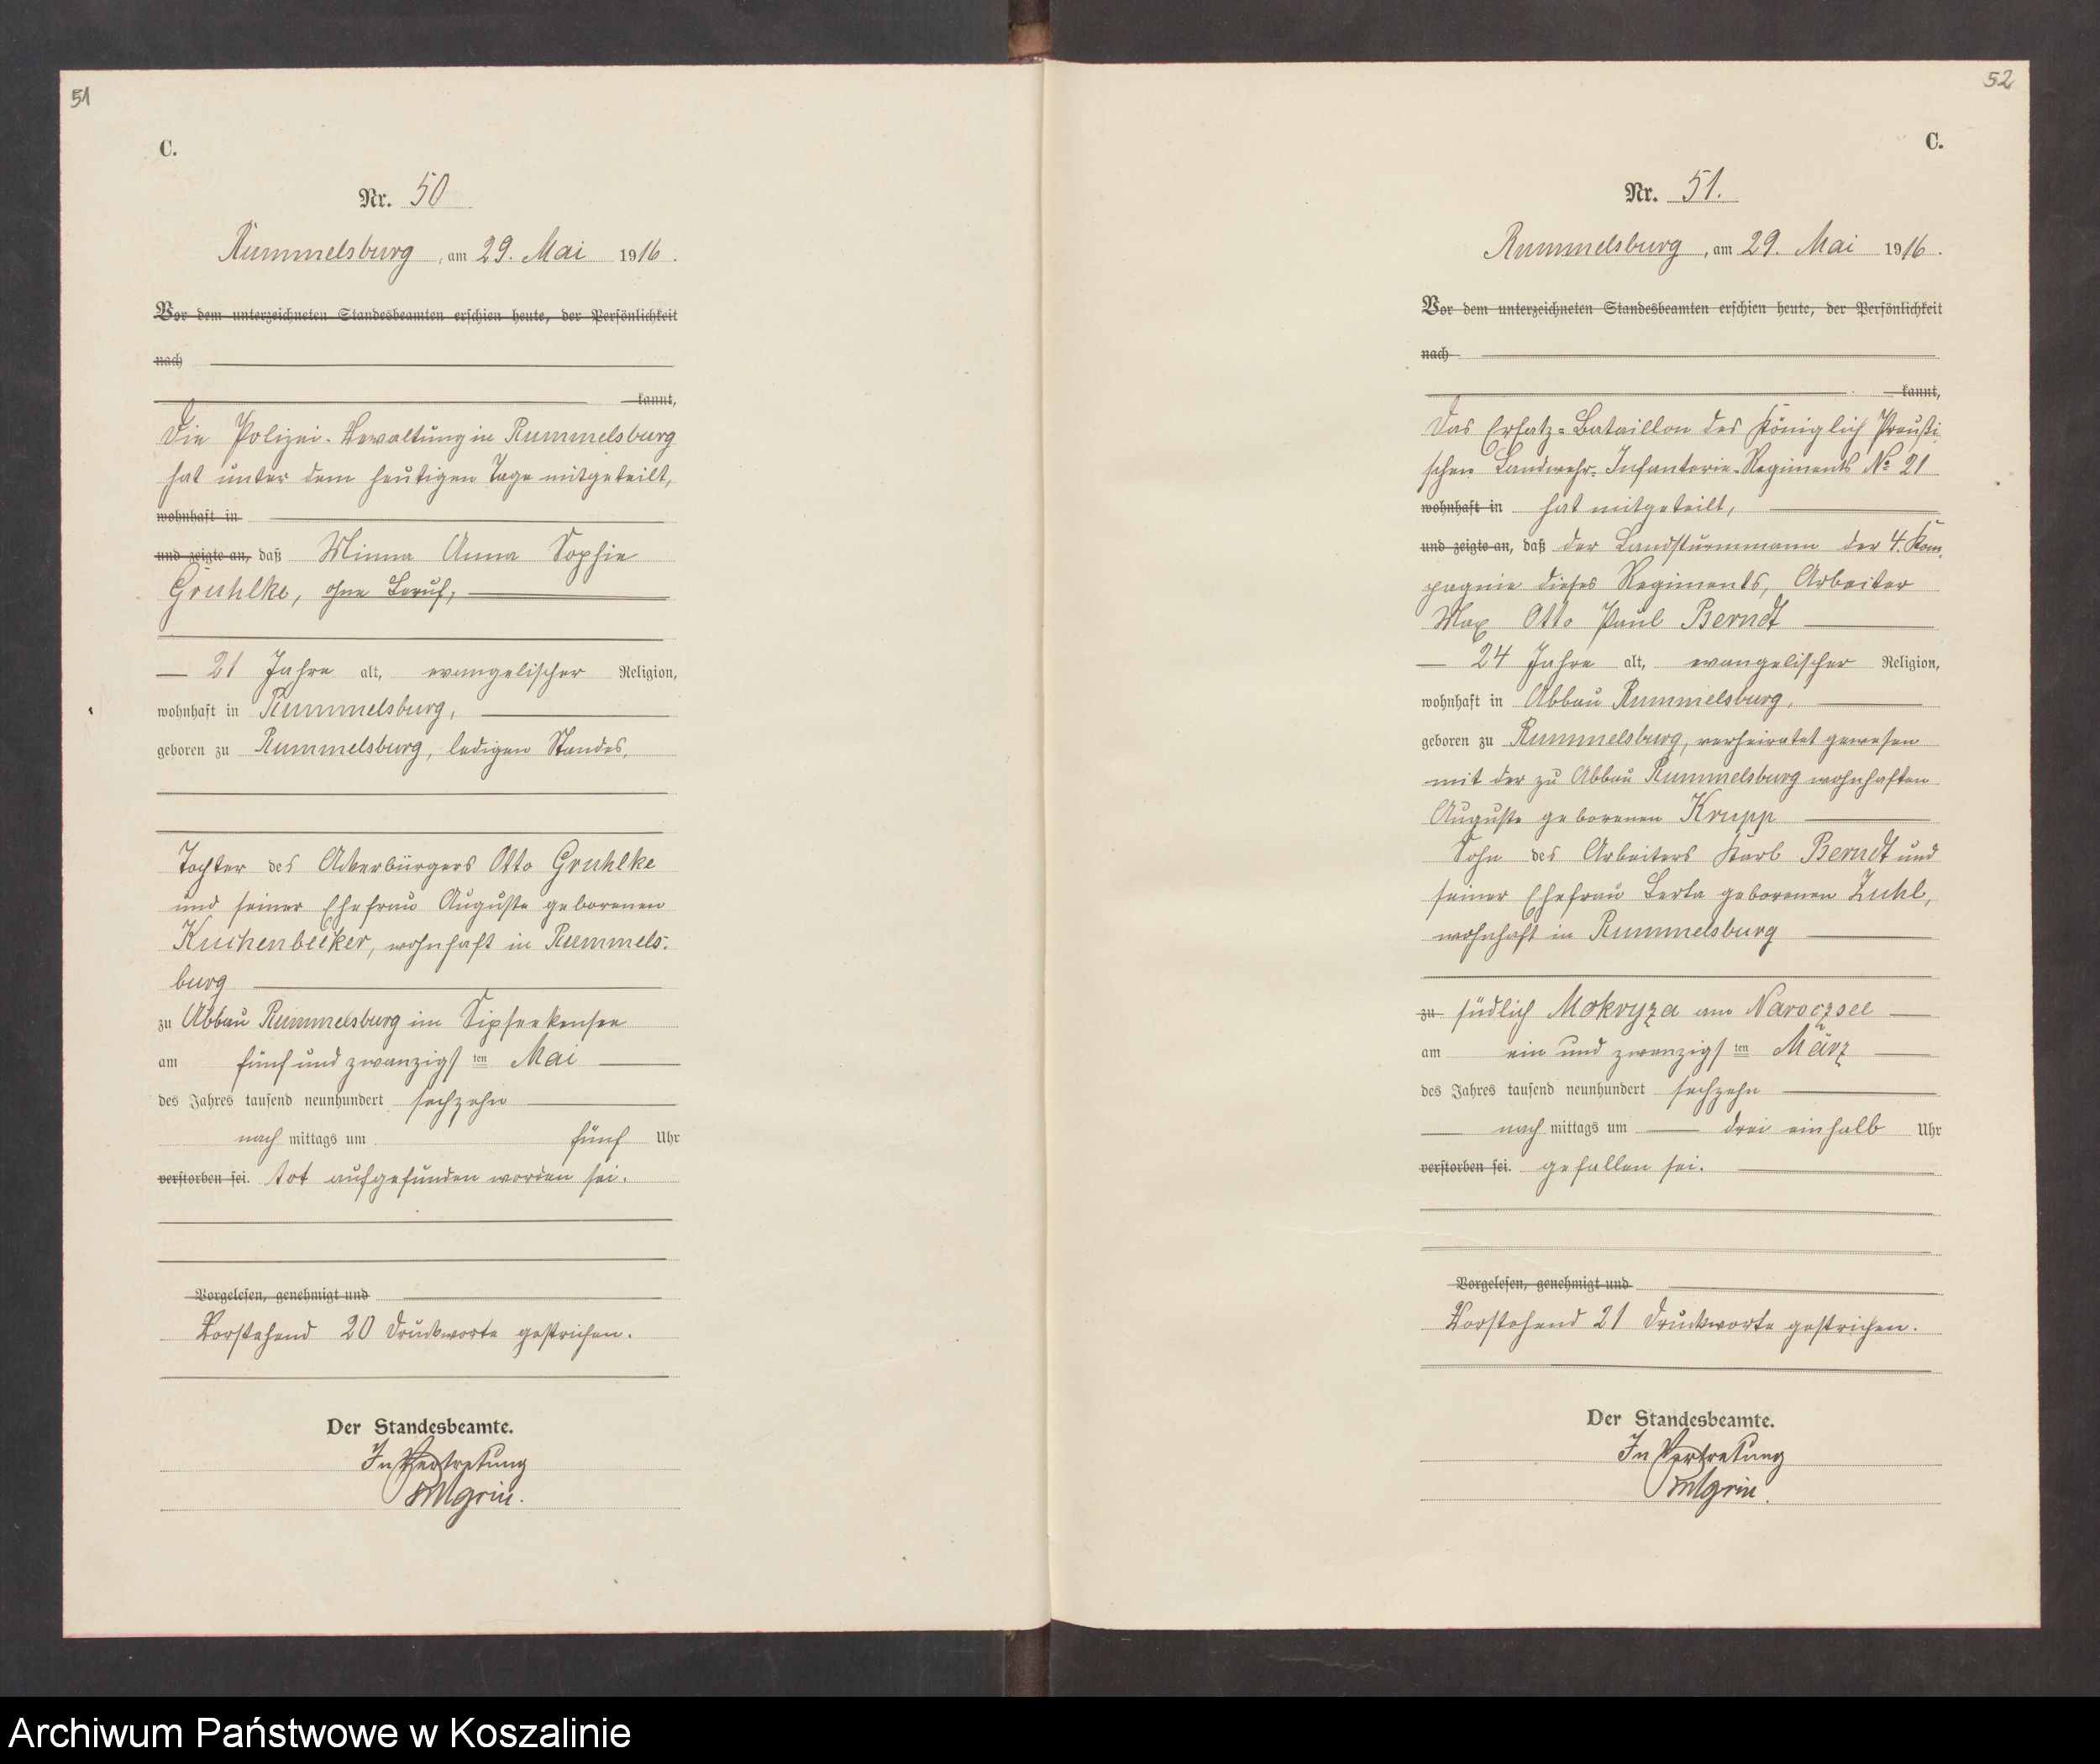 51
C.
Nr. 50
Rummelsburg, am 29. Mai 1916.
Vor dem unterzeichneten Standesbeamten erschien heute, der Persönlichkeit
nach
kannt,
Die Polizei-Verwaltung in Rummelsburg
hat unter dem heutigen Tage mitgeteilt,
wohnhaft in
und zeigte an, daß Minna Anna Sophie
Gruhlke, ohne Beruf,
21 Jahre alt, evangelischer Religion,
wohnhaft in Rummelsburg,
geboren zu Rummelsburg, ledigen Standes,
Tochter des Ackerbürgers Otto Gruhlke
und seiner Ehefrau Auguste geborenen
Kuchenbecker, wohnhaft in Rummels-
burg
zu Abbau Rummelsburg im
am fünf und zwanzigsten Mai
des Jahres tausend neunhundert sechzehn
nach mittags um fünf Uhr
verstorben sei. tot aufgefunden worden sei.
Vorgelesen, genehmigt und
Vorstehend 20 Druckworte gestrichen.
Der Standesbeamte.
In Vertretung
52
C.
Nr. 51.
Rummelsburg, am 29. Mai 1916.
Vor dem unterzeichneten Standesbeamten erschien heute, der Persönlichkeit
nach
kannt,
Das Ersatz-Bataillon des Königlich Preußi
schen Landwehr-Infanterie-Regiments No 21
wohnhaft in hat mitgeteilt,
und zeigte an, daß der Landsturmmann der 4. Kom,
pagnie dieses Regiments, Arbeiter
Max Otto Paul Berndt
24 Jahre alt, evangelischer Religion,
wohnhaft in Abbau Rummelsburg,
geboren zu Rummelsburg, verheiratet gewesen
mit der zu Abbau Rummelsburg wohnhaften
Auguste geborenen Krupp
Sohn des Arbeiters Karl Berndt und
seiner Ehefrau Berta geborenen Zuhl,
wohnhaft in Rummelsburg
zu südlich Mokryza am Naroczsee
am ein und zwanzigsten März
des Jahres tausend neunhundert sechzehn
nach mittags um drei einhalb Uhr
verstorben sei. gefallen sei.
Vorgelesen, genehmigt und
Vorstehend 21 Druckworte gestrichen.
Der Standesbeamte.
In Vertretung
Archiwum Państwowe w Koszalinie